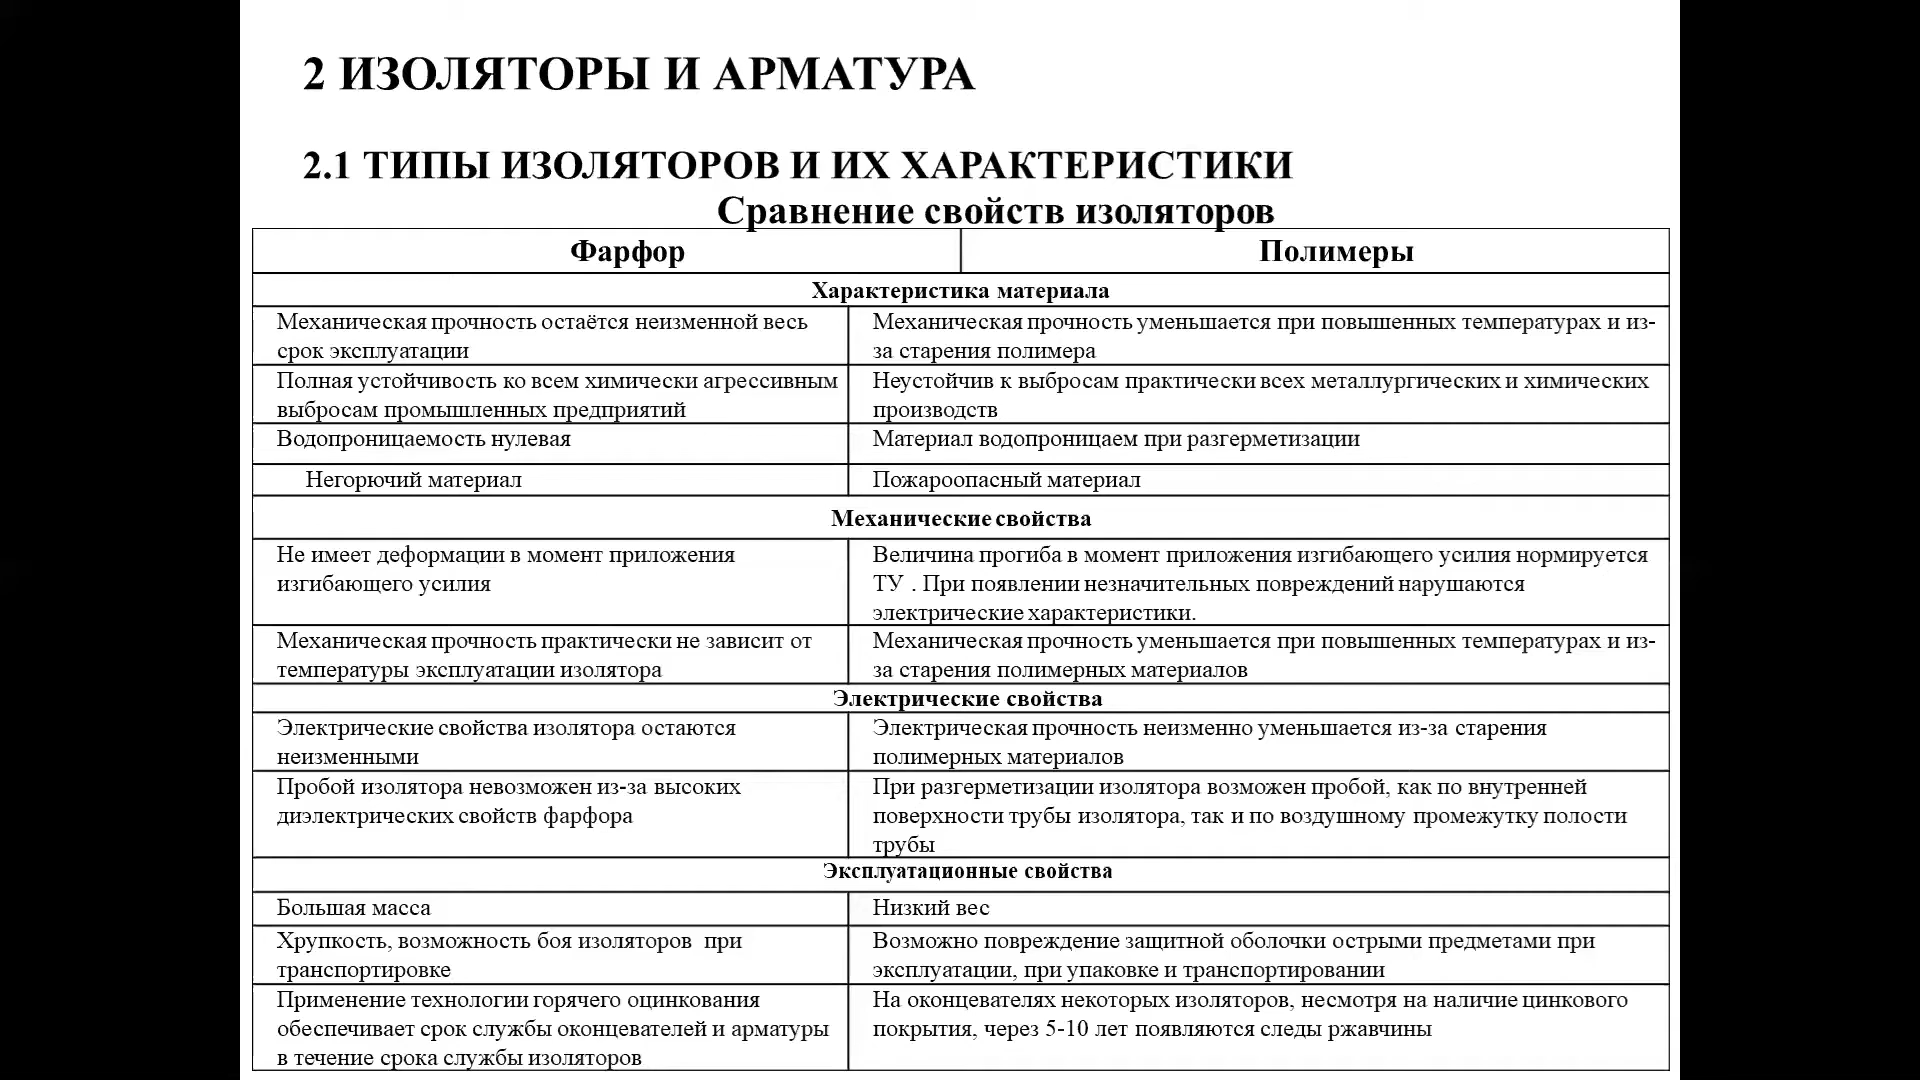 2 ИЗОЛЯТОРЫ И АРМАТУРА
2.1 ТИПЫ ИЗОЛЯТОРОВ И ИХ ХАРАКТЕРИСТИКИ
Сравнение свойств изоляторов
Фарфор
Полимеры
Характеристика материала
Механическая прочность остаётся неизменной весь
срок эксплуатации
Механическая прочность уменьшается при повышенных температурах и из-
за старения полимера
Полная устойчивость ко всем химически агрессивным
выбросам промышленных предприятий
Неустойчив к выбросам практически всех металлургических и химических
производств
Водопроницаемость нулевая
Материал водопроницаем при разгерметизации
Негорючий материал
Пожароопасный материал
Механические свойства
Не имеет деформации в момент приложения
изгибающего усилия
Величина прогиба в момент приложения изгибающего усилия нормируется
ТУ . При появлении незначительных повреждений нарушаются
электрические характеристики.
Механическая прочность практически не зависит от
температуры эксплуатации изолятора
Механическая прочность уменьшается при повышенных температурах и из-
за старения полимерных материалов
Электрические свойства
Электрические свойства изолятора остаются
неизменными
Электрическая прочность неизменно уменьшается из-за старения
полимерных материалов
Пробой изолятора невозможен из-за высоких
диэлектрических свойств фарфора
При разгерметизации изолятора возможен пробой, как по внутренней
поверхности трубы изолятора, так и по воздушному промежутку полости
трубы
Эксплуатационные свойства
Большая масса
Низкий вес
Хрупкость, возможность боя изоляторов при
транспортировке
Возможно повреждение защитной оболочки острыми предметами при
эксплуатации, при упаковке и транспортировании
Применение технологии горячего оцинкования
обеспечивает срок службы оконцевателей и арматуры
в течение срока службы изоляторов
На оконцевателях некоторых изоляторов, несмотря на наличие цинкового
покрытия, через 5-10 лет появляются следы ржавчины